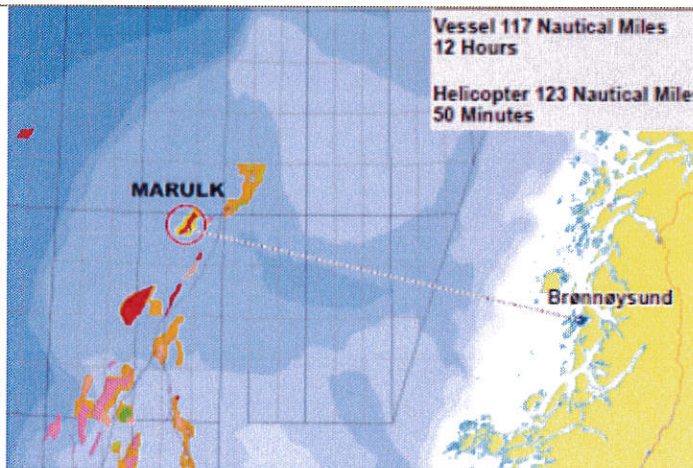 Vessel 117 Nautical Miles
12 Hours
Helicopter 123 Nautical Miles
50 Minutes
MARULK
Brønnøysund